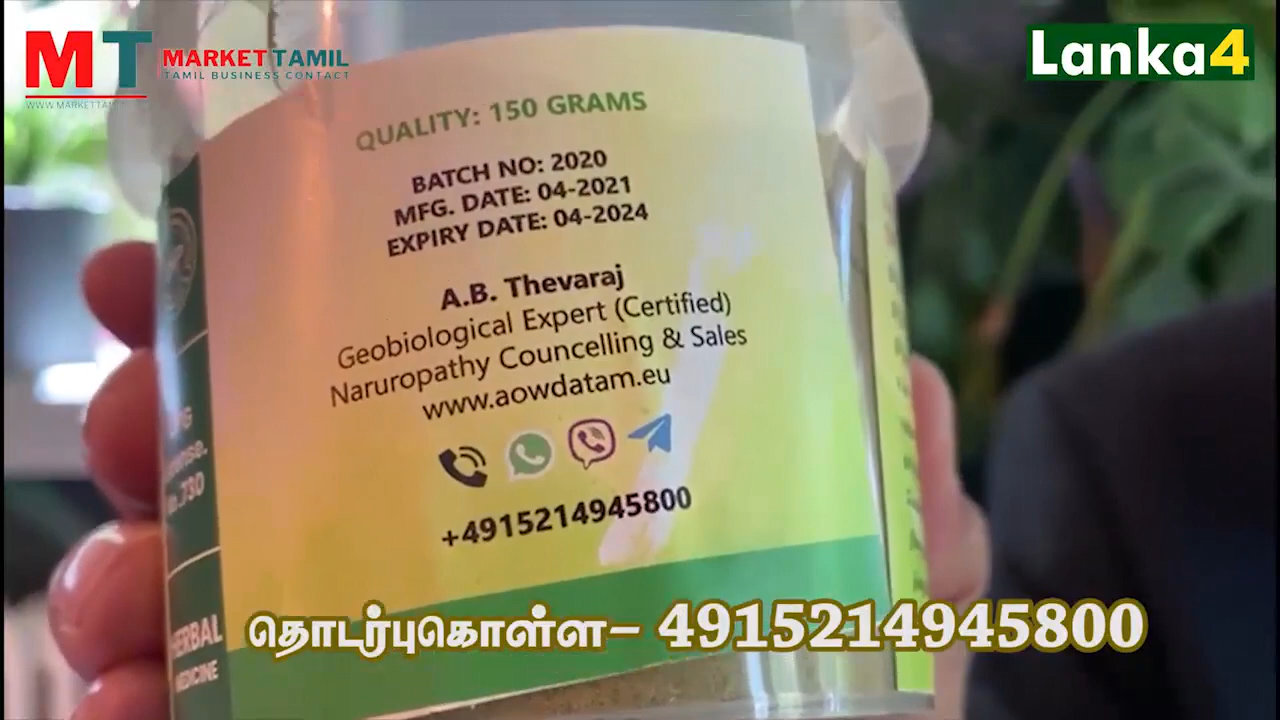 MT MARKET TAMIL
TAMIL BUSINESS CONTACT
Lanka4
QUALITY: 150 GRAMS
BATCH NO: 2020
MFG. DATE: 04-2021
EXPIRY DATE: 04-2024
A.B. Thevaraj
Geobiological Expert (Certified)
Naruropathy Councelling & Sales
www.aowdatam.eu
+4915214945800
.730
HERBAL
MEDICINE
தொடர்புகொள்ள– 4915214945800